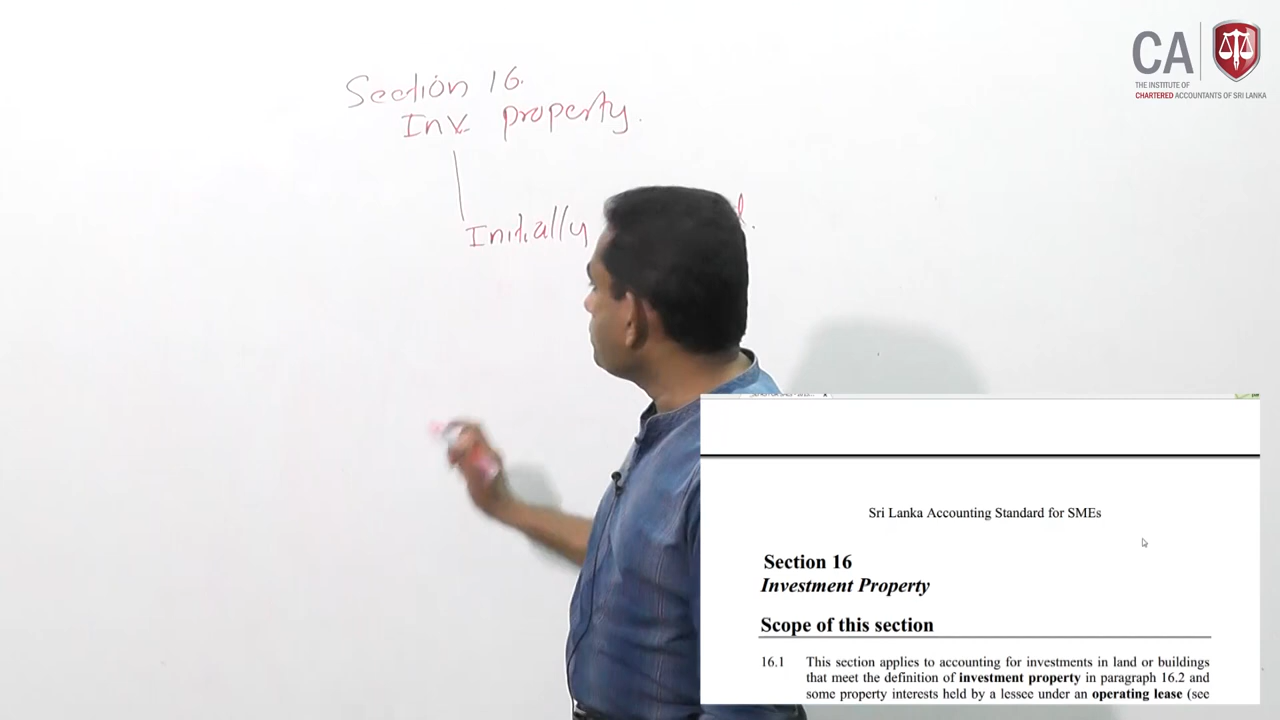 CA
THE INSTITUTE OF
CHARTERED ACCOUNTANTS OF SRI LANKA
Section 16.
Inv. property.
Initially
Sri Lanka Accounting Standard for SMEs
Section 16
Investment Property
Scope of this section
16.1 This section applies to accounting for investments in land or buildings
that meet the definition of investment property in paragraph 16.2 and
some property interests held by a lessee under an operating lease (see